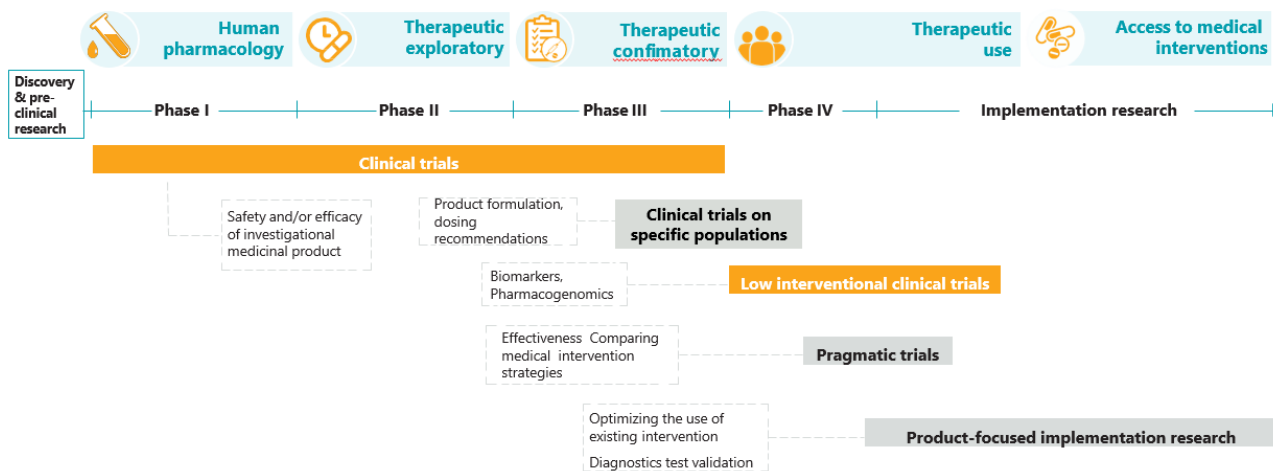 Human
pharmacology
Therapeutic
exploratory
Therapeutic
confimatory
Therapeutic
use
Access to medical
interventions
Discovery
& pre-
clinical
research
Phase I
Phase II
Phase III
Phase IV
Implementation research
Clinical trials
Safety and/or efficacy
of investigational
medicinal product
Product formulation,
dosing
recommendations
Clinical trials on
specific populations
Biomarkers,
Pharmacogenomics
Low interventional clinical trials
Effectiveness Comparing
medical intervention
strategies
Pragmatic trials
Optimizing the use of
existing intervention
Diagnostics test validation
Product-focused implementation research